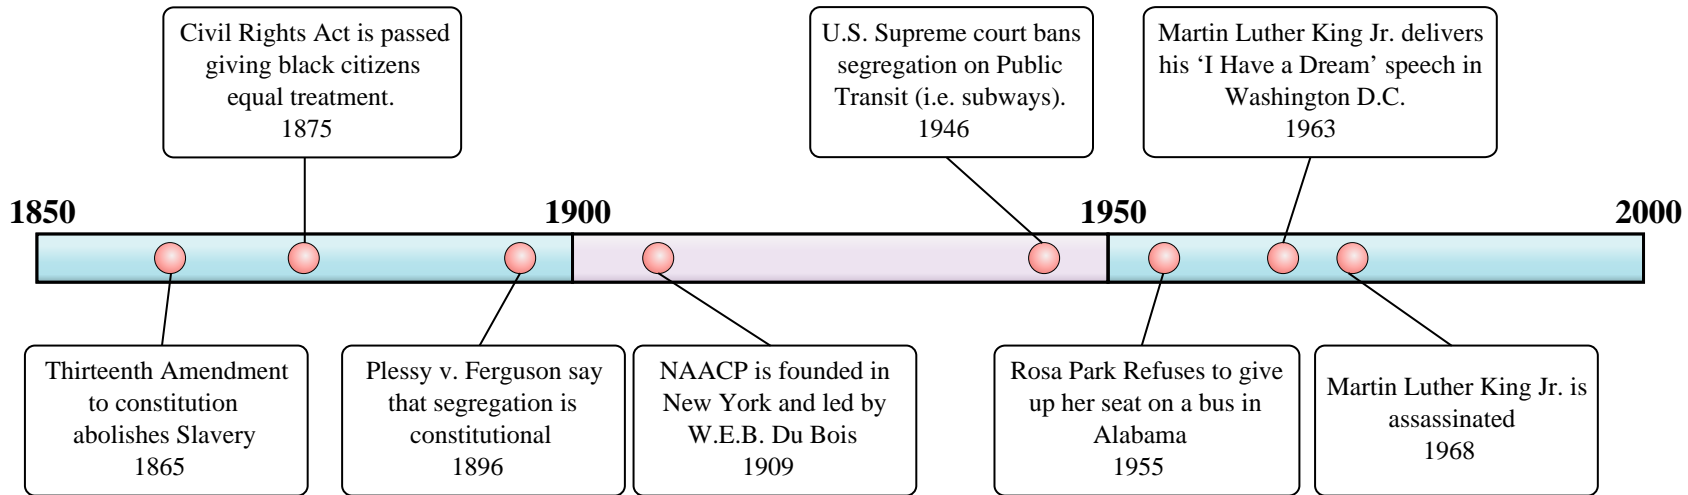 Civil Rights Act is passed
giving black citizens
equal treatment.
1875
U.S. Supreme court bans
segregation on Public
Transit (i.e. subways).
1946
Martin Luther King Jr. delivers
his ‘I Have a Dream’ speech in
Washington D.C.
1963
1850
1900
1950
2000
Thirteenth Amendment
to constitution
abolishes Slavery
1865
Plessy v. Ferguson say
that segregation is
constitutional
1896
NAACP is founded in
New York and led by
W.E.B. Du Bois
1909
Rosa Park Refuses to give
up her seat on a bus in
Alabama
1955
Martin Luther King Jr. is
assassinated
1968